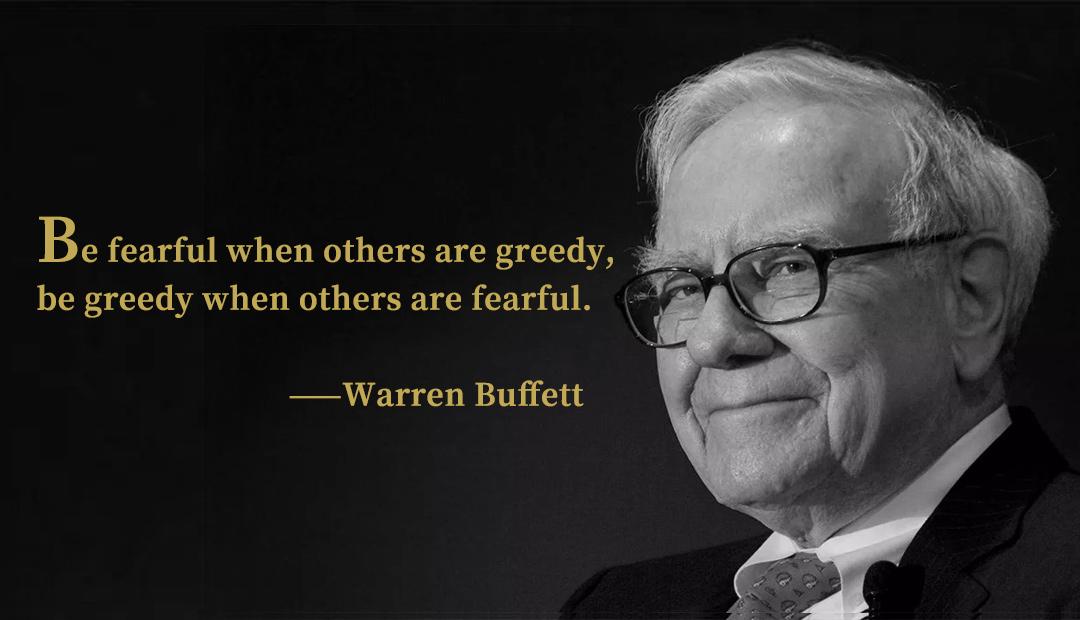 Be fearful when others are greedy,
be greedy when others are fearful.
——Warren Buffett